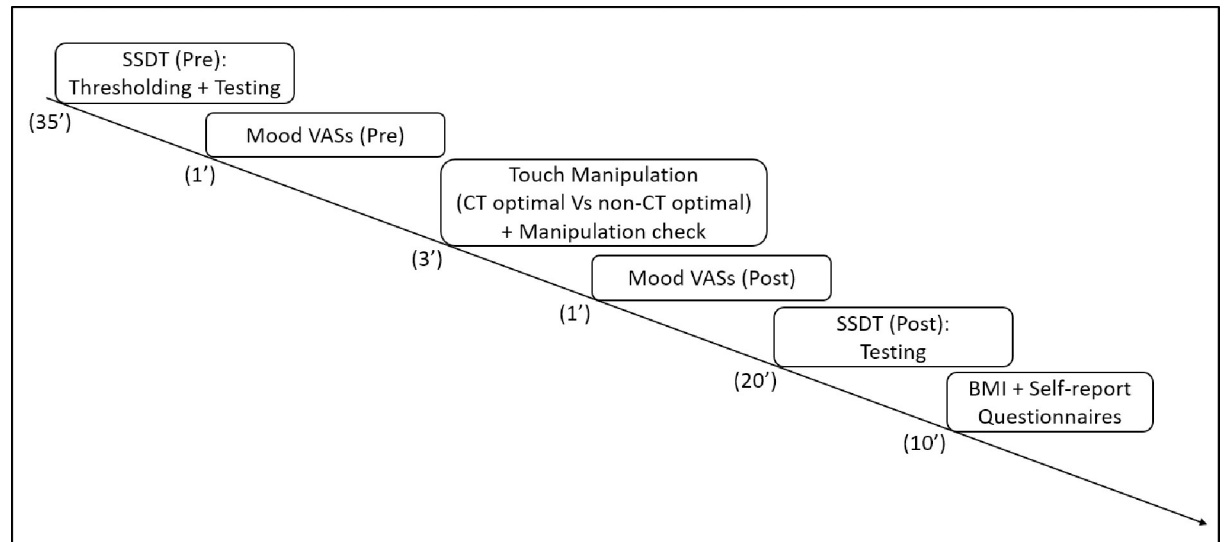 SSDT (Pre):
Thresholding + Testing
(35’)
Mood VASs (Pre)
(1’)
Touch Manipulation
(CT optimal Vs non-CT optimal)
+ Manipulation check
(3’)
Mood VASs (Post)
(1’)
SSDT (Post):
Testing
(20’)
BMI + Self-report
Questionnaires
(10’)